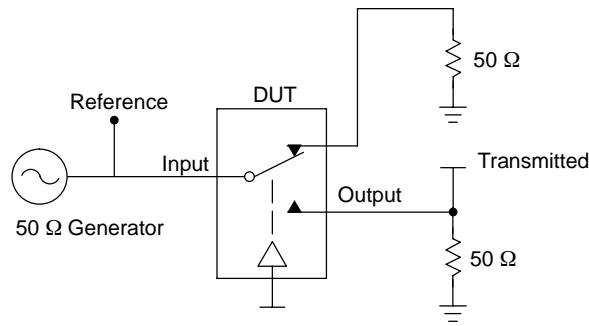 50 Ω
DUT
Reference
Input
Transmitted
Output
50 Ω Generator
50 Ω